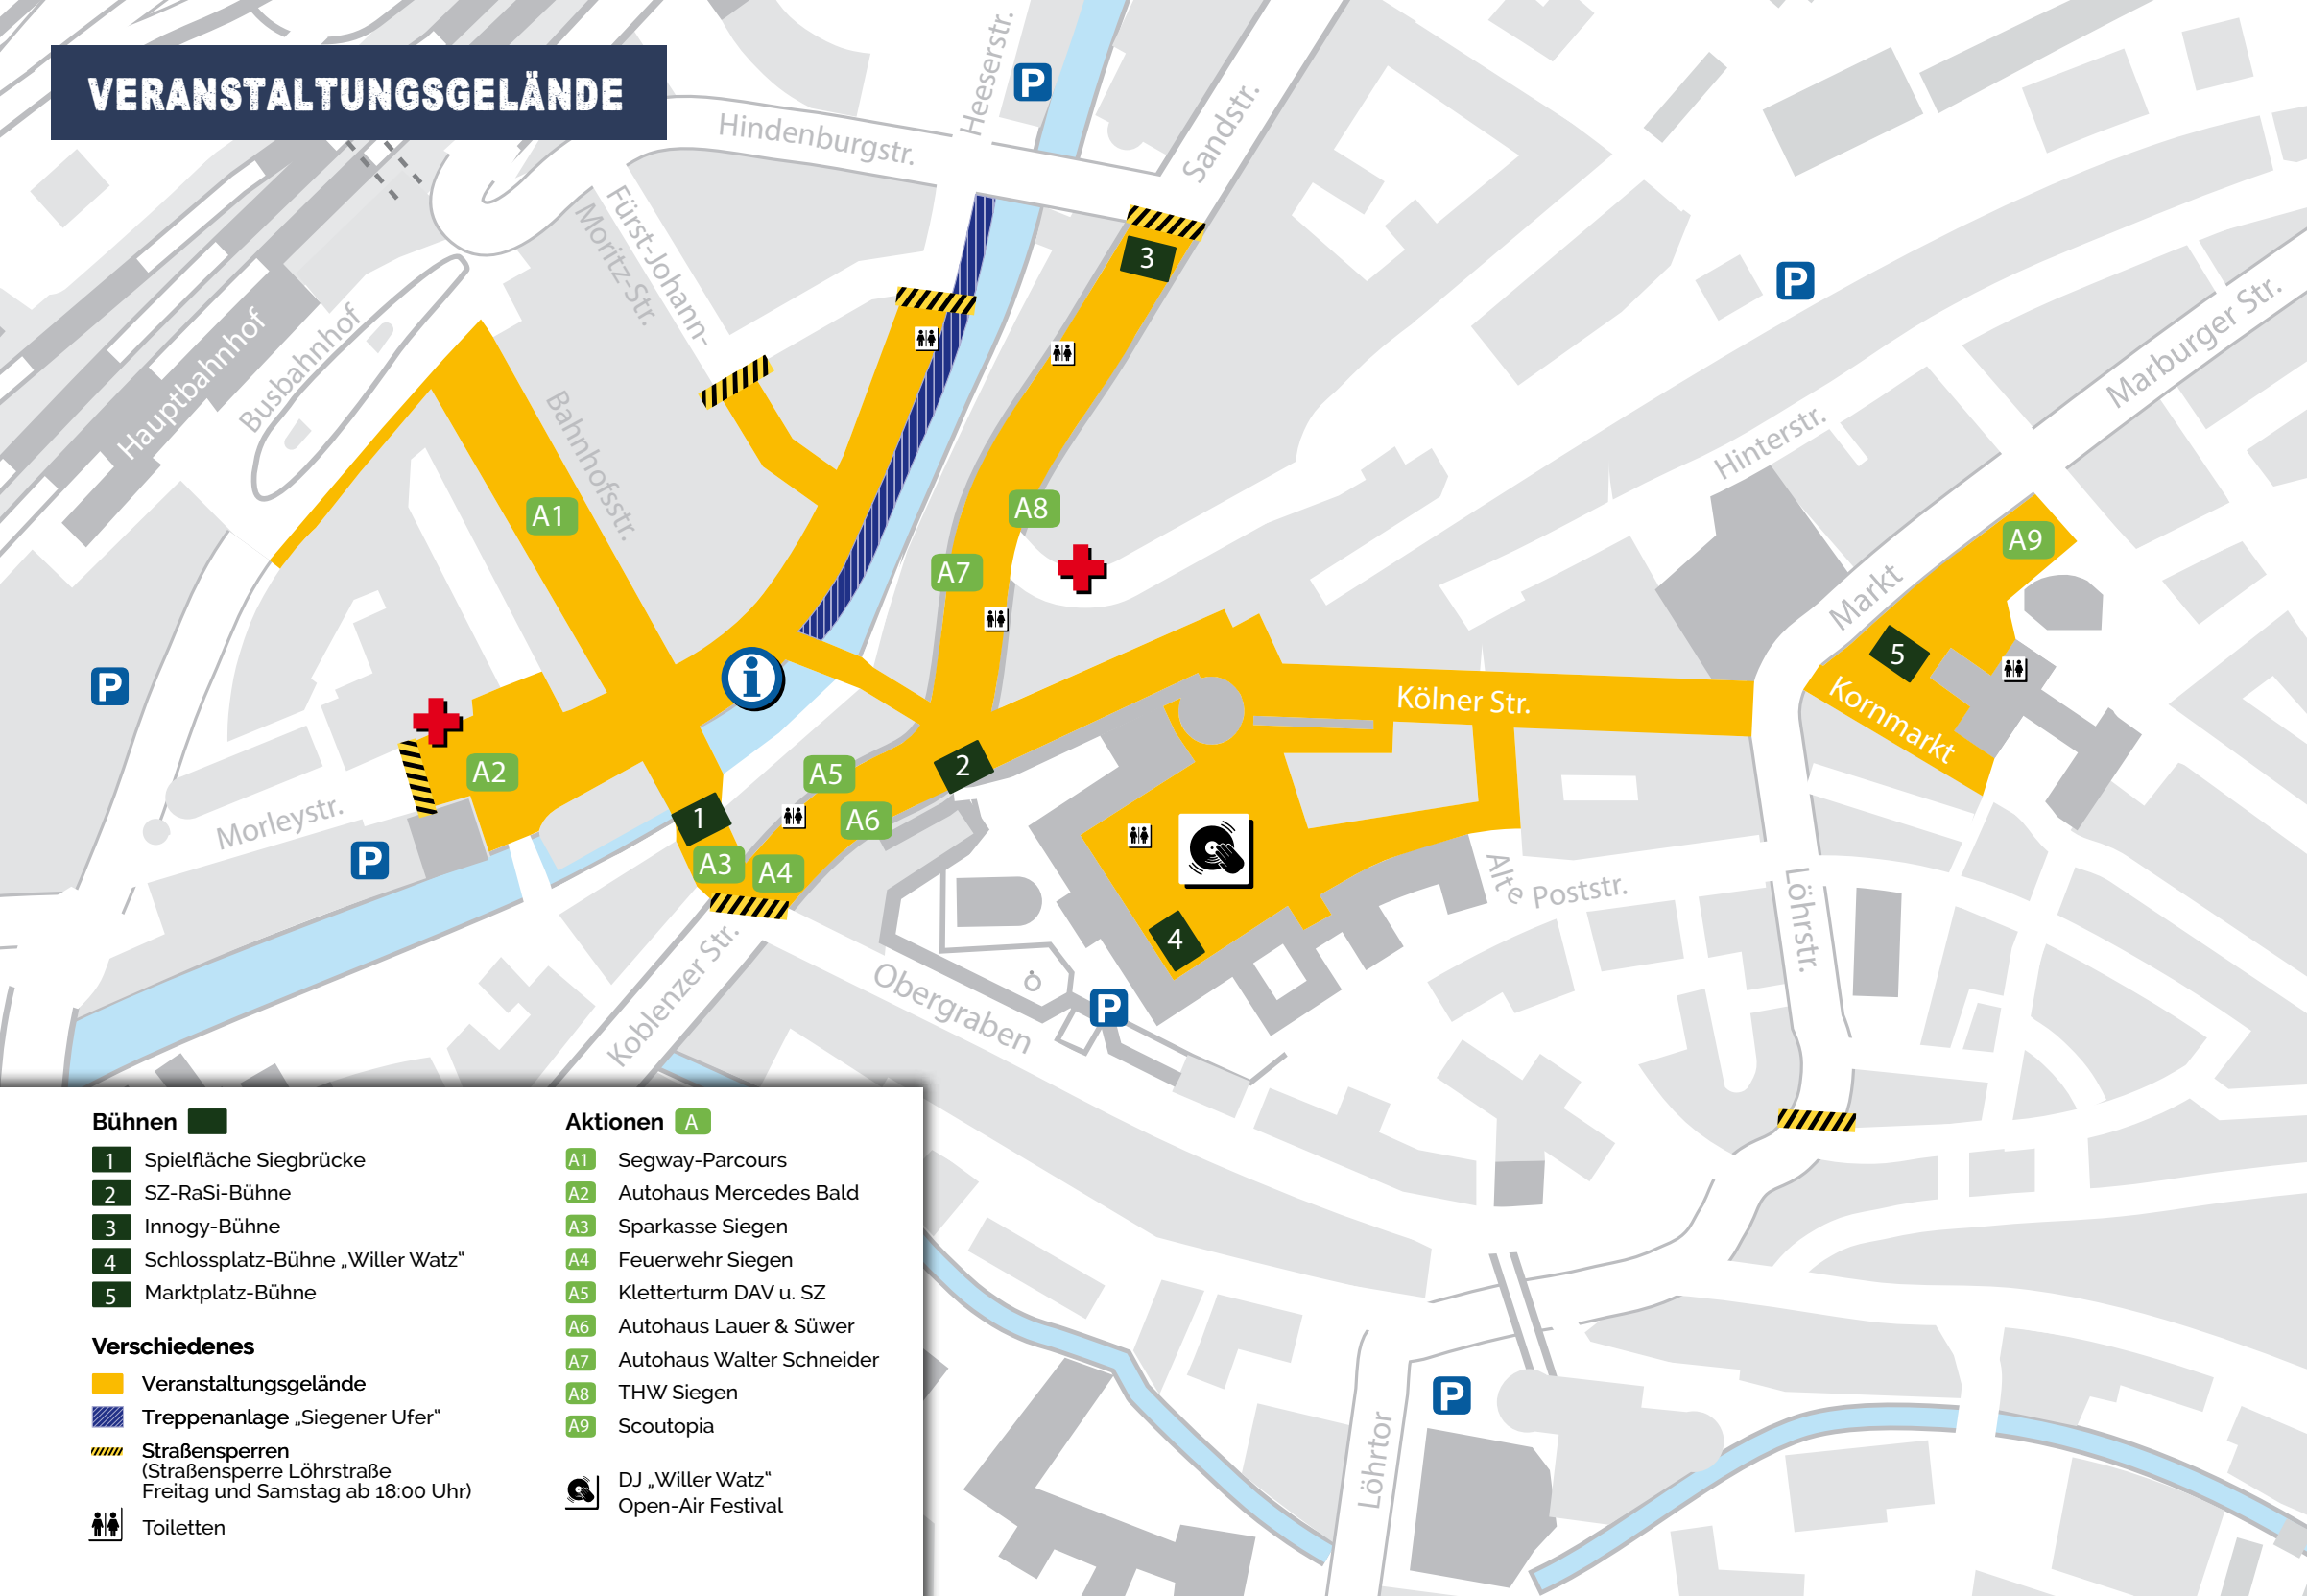 VERANSTALTUNGSGELÄNDE
Heeserstr.
P
Hindenburgstr.
Sandstr.
Fürst-Johann-
Moritz-Str.
3
P
Marburger Str.
Hauptbahnhof
Busbahnhof
Bahnhofsstr.
Hinterstr.
A1
A8
A7
A9
Markt
5
P
i
Kölner Str.
Kornmarkt
A2
2
A5
A6
1
A3
A4
Morleystr.
P
4
Alte Poststr.
Löhrstr.
Koblenzer Str.
Obergraben
P
P
Löhrtor
Bühnen
1 Spielfläche Siegbrücke
2 SZ-RaSi-Bühne
3 Innogy-Bühne
4 Schlossplatz-Bühne „Willer Watz“
5 Marktplatz-Bühne
Verschiedenes
Veranstaltungsgelände
Treppenanlage „Siegener Ufer“
Straßensperren
(Straßensperre Löhrstraße
Freitag und Samstag ab 18:00 Uhr)
Toiletten
Aktionen A
A1 Segway-Parcours
A2 Autohaus Mercedes Bald
A3 Sparkasse Siegen
A4 Feuerwehr Siegen
A5 Kletterturm DAV u. SZ
A6 Autohaus Lauer & Süwer
A7 Autohaus Walter Schneider
A8 THW Siegen
A9 Scoutopia
DJ „Willer Watz“
Open-Air Festival